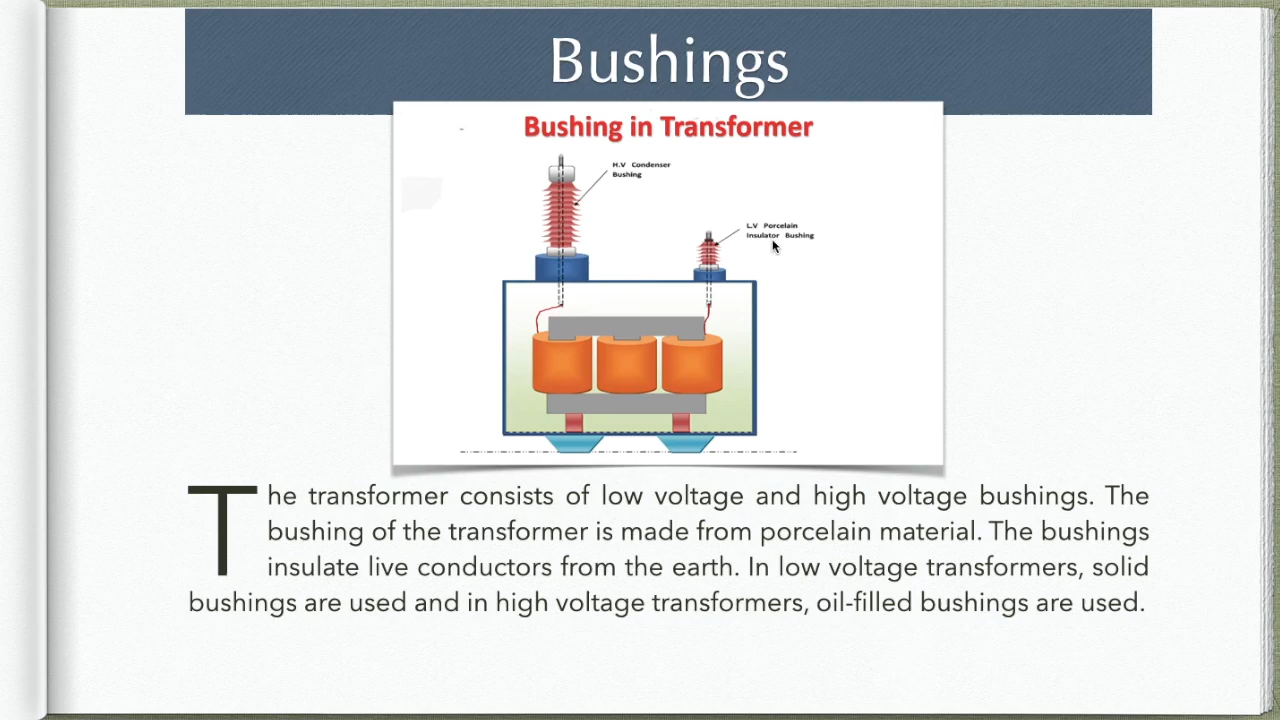 Bushings
Bushing in Transformer
H.V Condenser
Bushing
L.V Porcelain
Insulator Bushing
The transformer consists of low voltage and high voltage bushings. The
bushing of the transformer is made from porcelain material. The bushings
insulate live conductors from the earth. In low voltage transformers, solid
bushings are used and in high voltage transformers, oil-filled bushings are used.